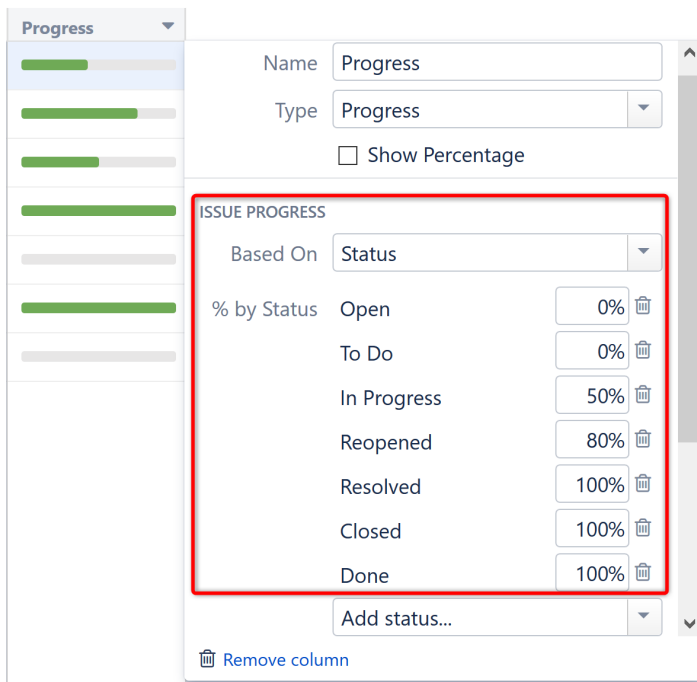 Progress
Name Progress
Type Progress
Show Percentage
ISSUE PROGRESS
Based On Status
% by Status Open 0%
To Do 0%
In Progress 50%
Reopened 80%
Resolved 100%
Closed 100%
Done 100%
Add status...
Remove column